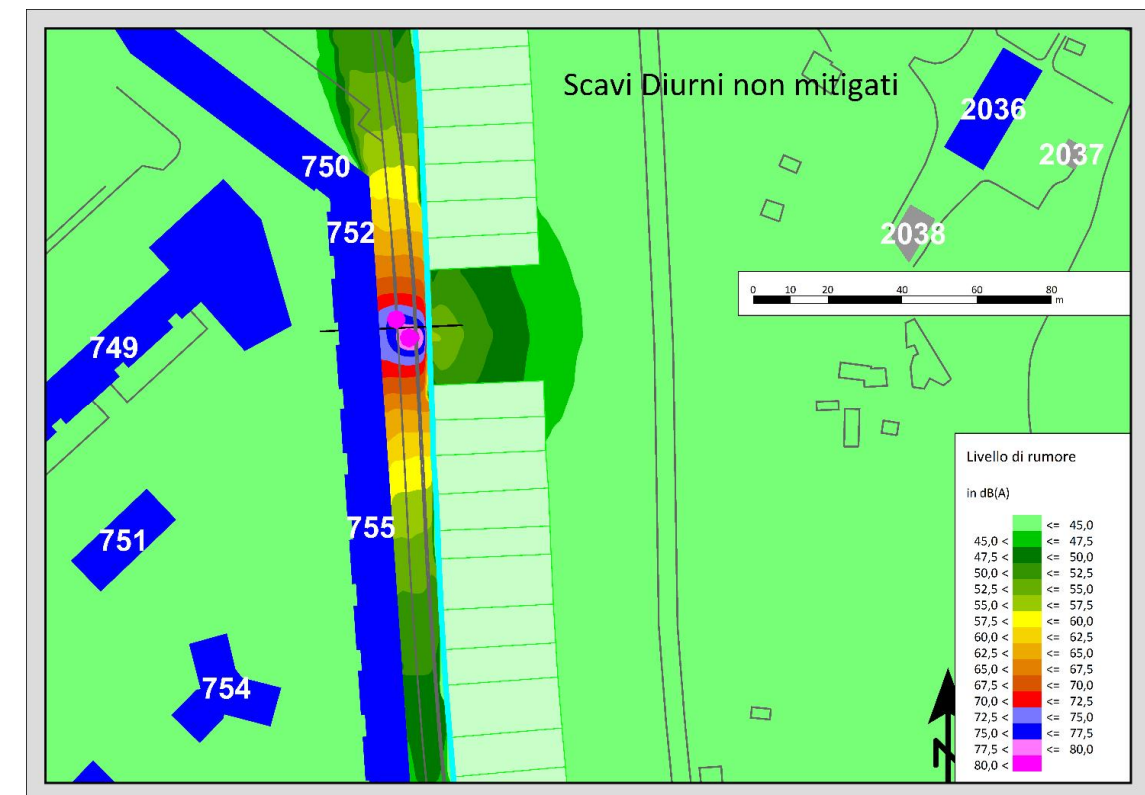 Scavi Diurni non mitigati
2036
2037
750
752
2038
0 10 20 40 60 80
m
749
Livello di rumore
in dB(A)
<= 45,0
45,0 < <= 47,5
47,5 < <= 50,0
50,0 < <= 52,5
52,5 < <= 55,0
55,0 < <= 57,5
57,5 < <= 60,0
60,0 < <= 62,5
62,5 < <= 65,0
65,0 < <= 67,5
67,5 < <= 70,0
70,0 < <= 72,5
72,5 < <= 75,0
75,0 < <= 77,5
77,5 < <= 80,0
80,0 <
755
751
754
N